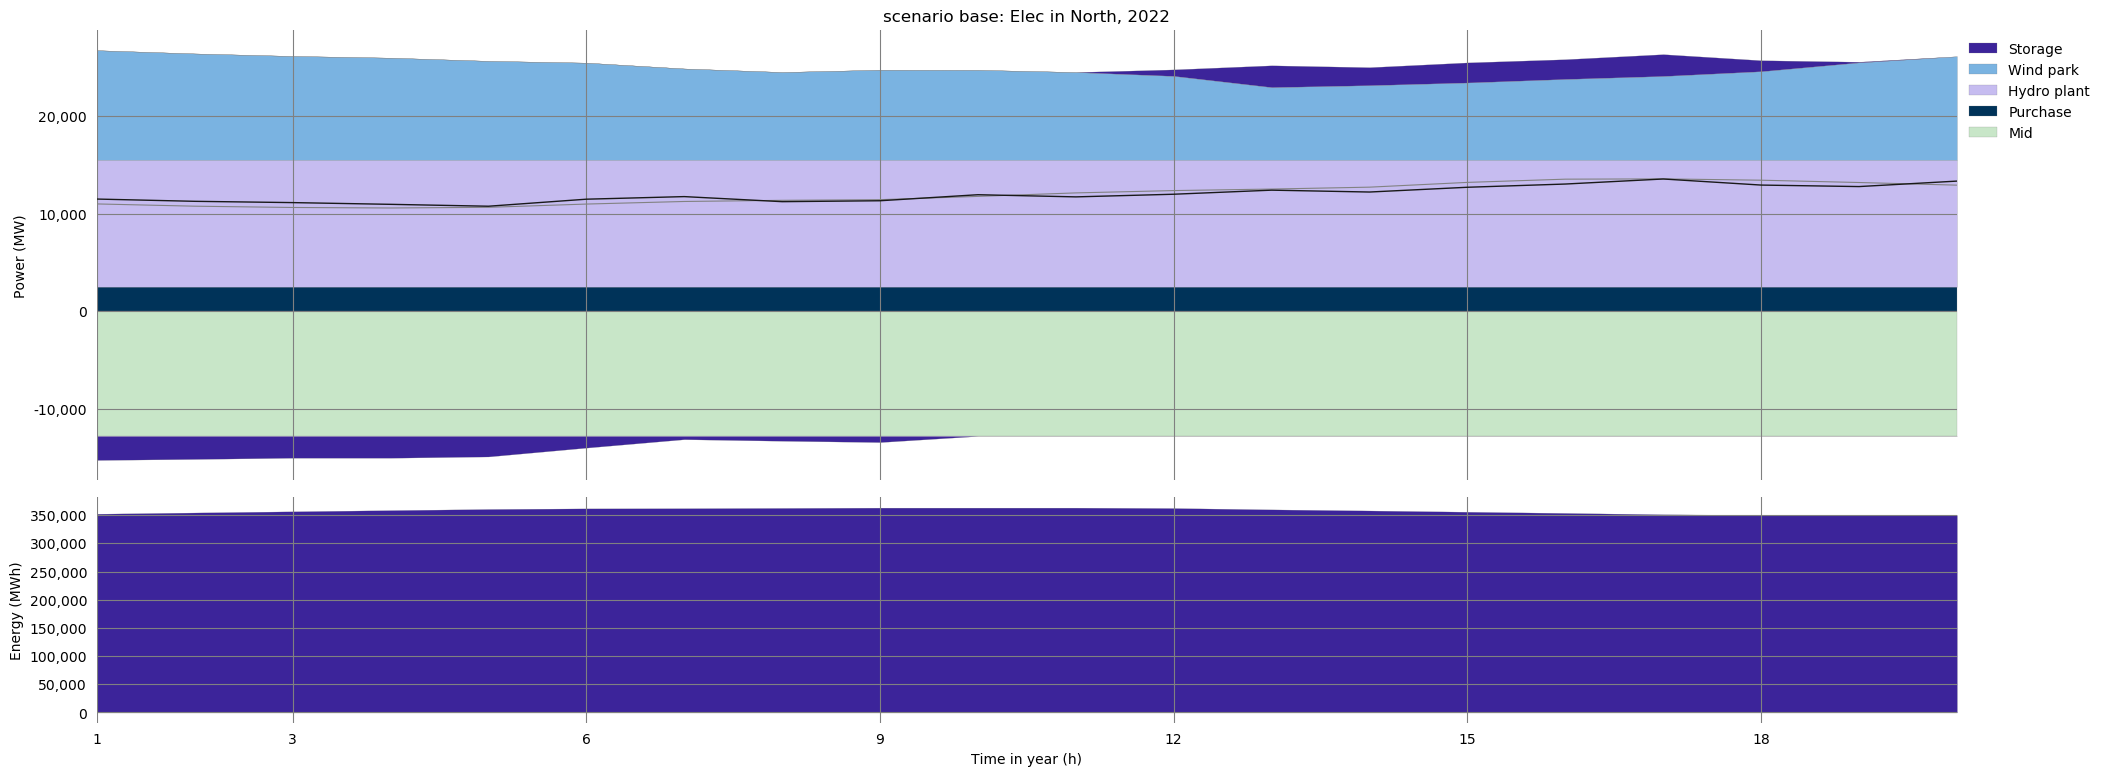 scenario base: Elec in North, 2022
Storage
Wind park
Hydro plant
Purchase
Mid
Power (MW)
20,000
10,000
0
-10,000
Energy (MWh)
350,000
300,000
250,000
200,000
150,000
100,000
50,000
0
1 3 6 9 12 15 18
Time in year (h)